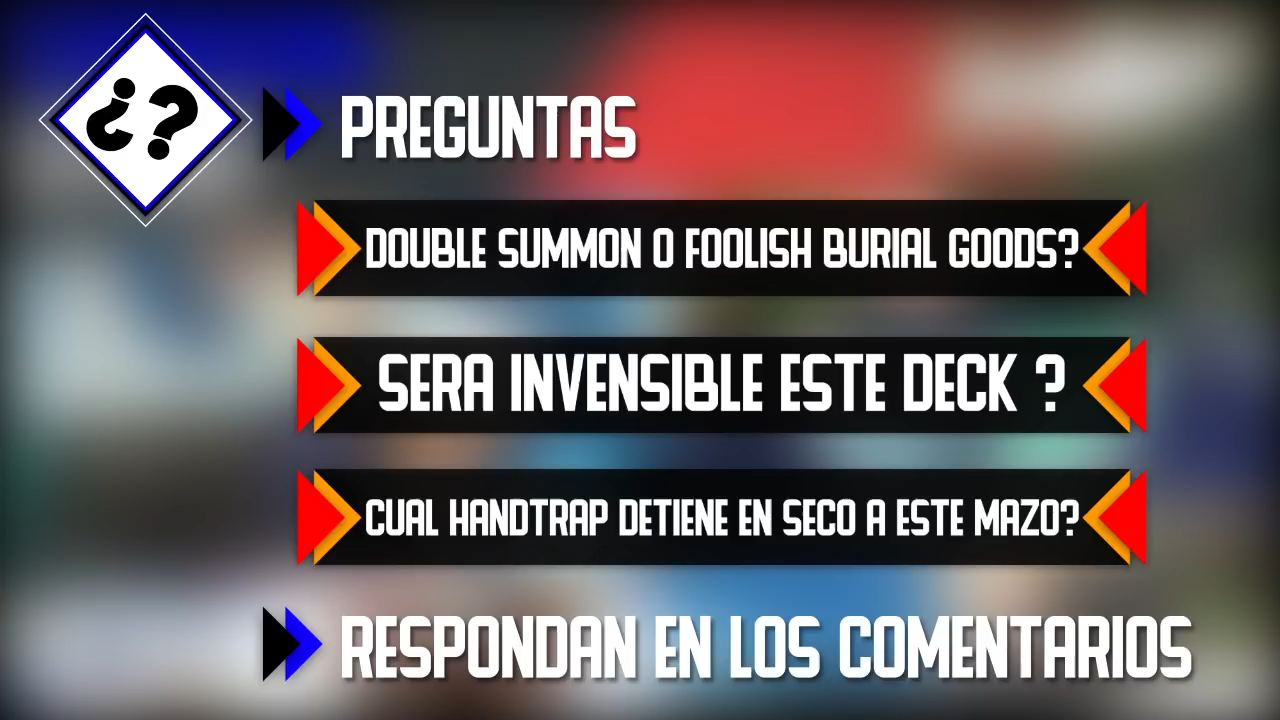 ¿?
PREGUNTAS
DOUBLE SUMMON O FOOLISH BURIAL GOODS?
SERA INVENSIBLE ESTE DECK ?
CUAL HANDTRAP DETIENE EN SECO A ESTE MAZO?
RESPONDAN EN LOS COMENTARIOS